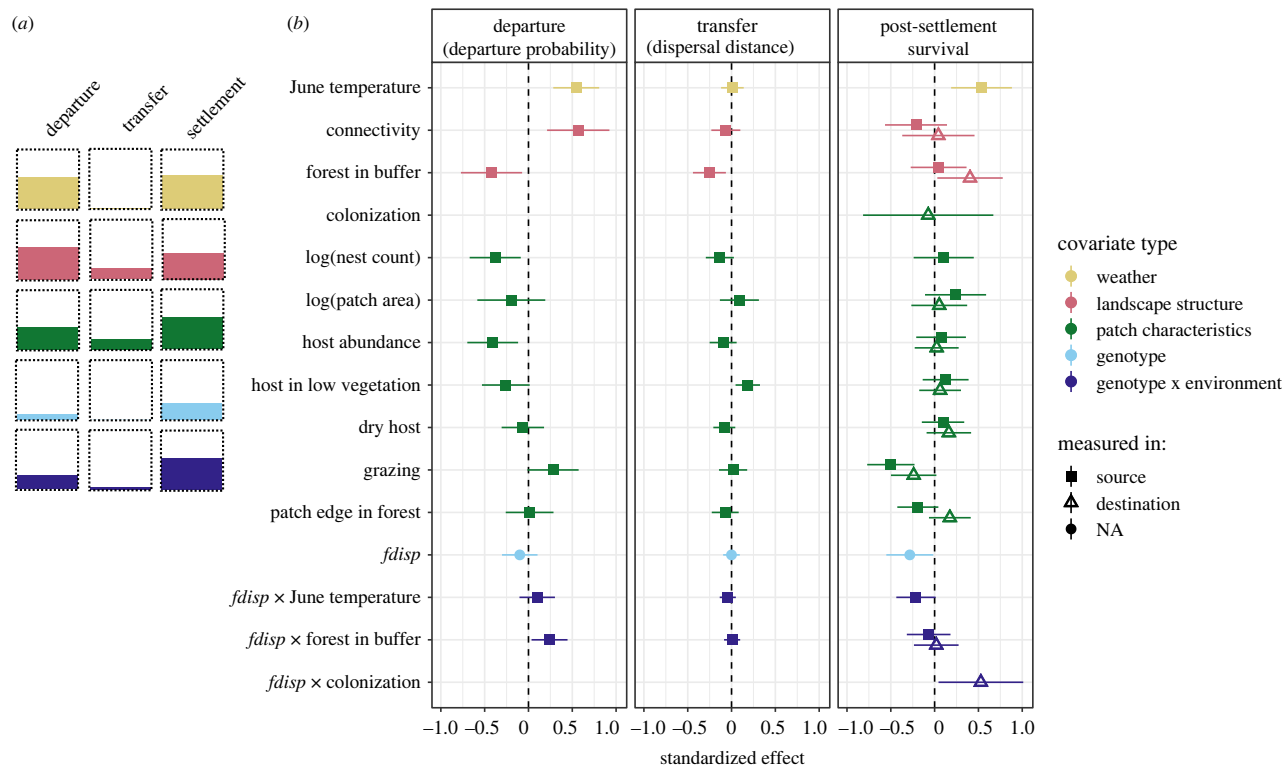 (a)
departure
transfer
settlement
(b)
departure
(departure probability)
transfer
(dispersal distance)
post-settlement
survival
June temperature
connectivity
forest in buffer
colonization
log(nest count)
log(patch area)
host abundance
host in low vegetation
dry host
grazing
patch edge in forest
fdisp
fdisp × June temperature
fdisp × forest in buffer
fdisp × colonization
–1.0 –0.5 0 0.5 1.0
–1.0 –0.5 0 0.5 1.0
–1.0 –0.5 0 0.5 1.0
standardized effect
covariate type
weather
landscape structure
patch characteristics
genotype
genotype x environment
measured in:
source
destination
NA